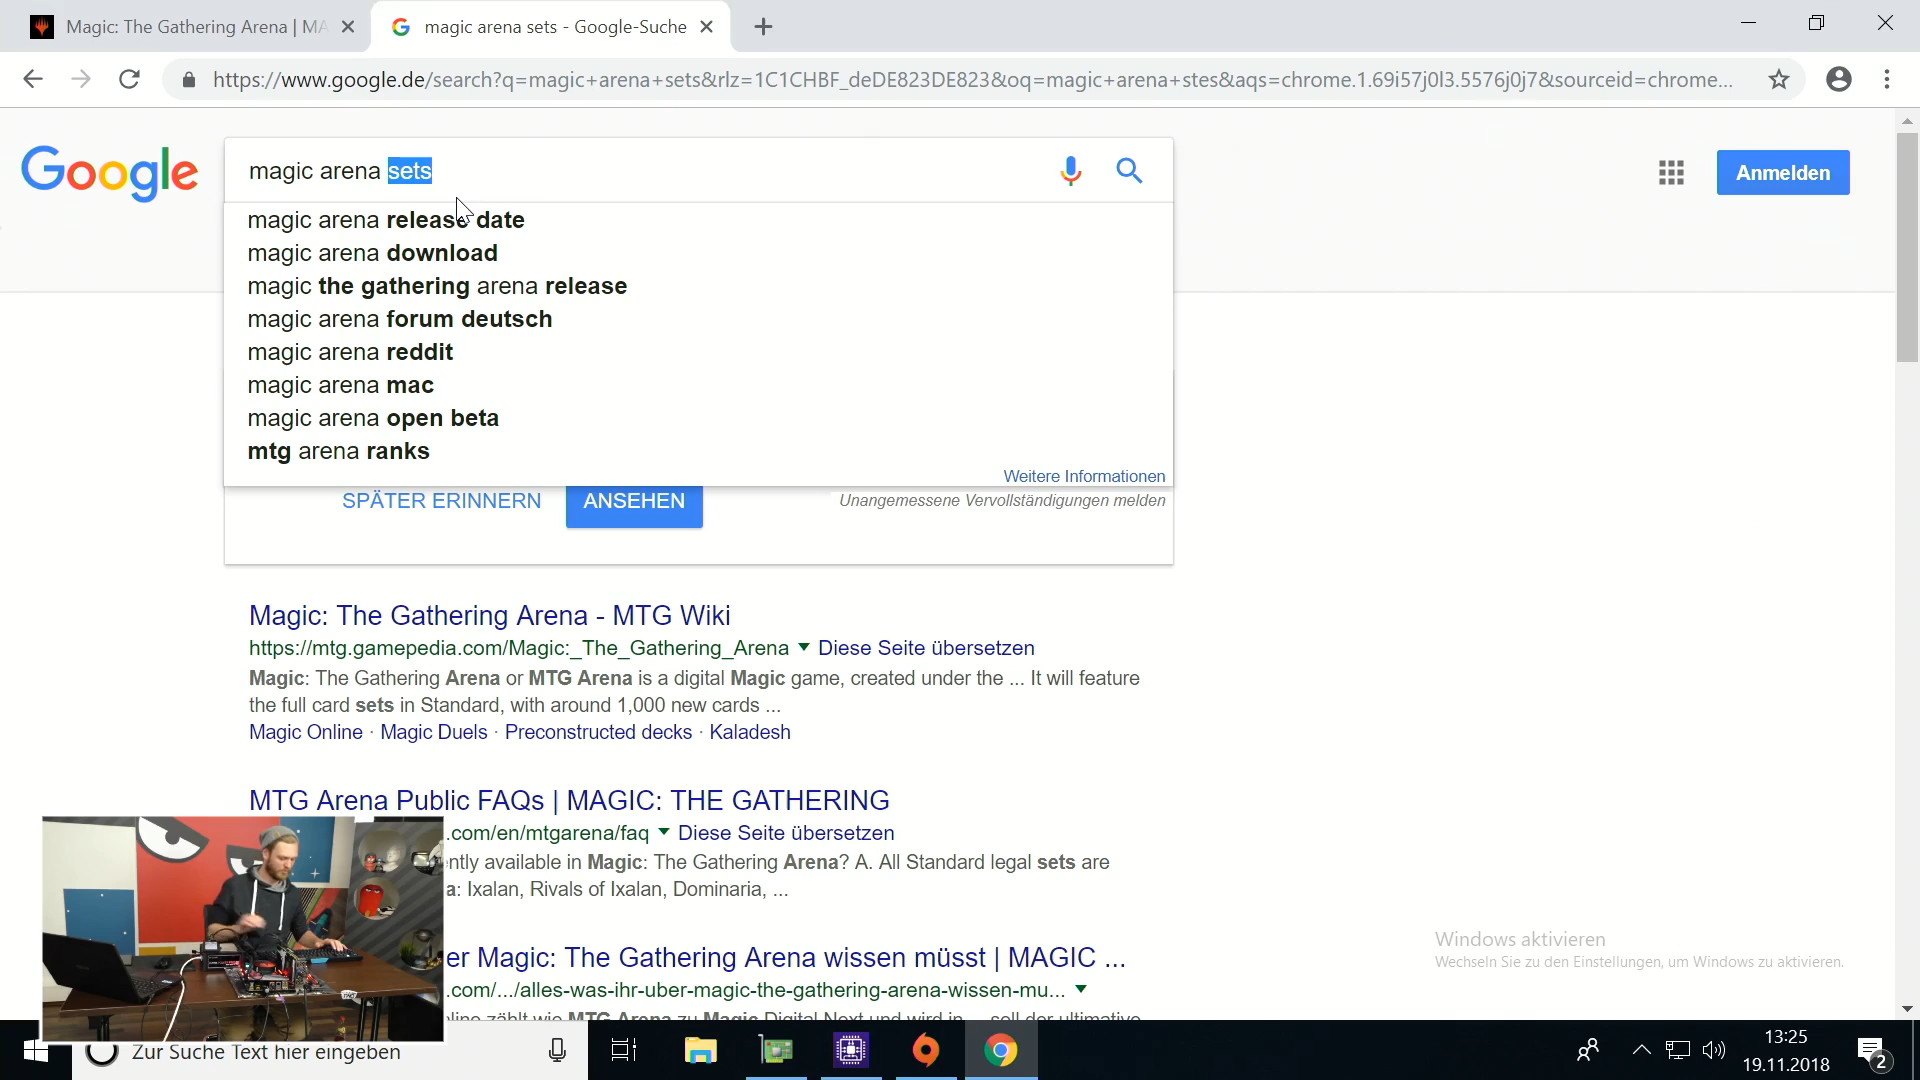 Magic: The Gathering Arena | MA
magic arena sets - Google-Suche
https://www.google.de/search?q=magic+arena+sets&rlz=1C1CHBF_deDE823DE823&oq=magic+arena+stes&aqs=chrome.1.69i57j0l3.5576j0j7&sourceid=chrome...
Google
magic arena sets
Anmelden
magic arena release date
magic arena download
magic the gathering arena release
magic arena forum deutsch
magic arena reddit
magic arena mac
magic arena open beta
mtg arena ranks
Weitere Informationen
SPÄTER ERINNERN ANSEHEN
Unangemessene Vervollständigungen melden
Magic: The Gathering Arena - MTG Wiki
https://mtg.gamepedia.com/Magic:_The_Gathering_Arena ▼ Diese Seite übersetzen
Magic: The Gathering Arena or MTG Arena is a digital Magic game, created under the ... It will feature
the full card sets in Standard, with around 1,000 new cards ...
Magic Online · Magic Duels · Preconstructed decks · Kaladesh
MTG Arena Public FAQs | MAGIC: THE GATHERING
.com/en/mtgarena/faq ▼ Diese Seite übersetzen
ntly available in Magic: The Gathering Arena? A. All Standard legal sets are
a: Ixalan, Rivals of Ixalan, Dominaria, ...
er Magic: The Gathering Arena wissen müsst | MAGIC ...
.com/.../alles-was-ihr-uber-magic-the-gathering-arena-wissen-mu... ▼
MTG Arena zu Magic Digital Next und wird in ... soll der ultimative
Windows aktivieren
Wechseln Sie zu den Einstellungen, um Windows zu aktivieren.
Zur Suche Text hier eingeben
13:25
19.11.2018
2